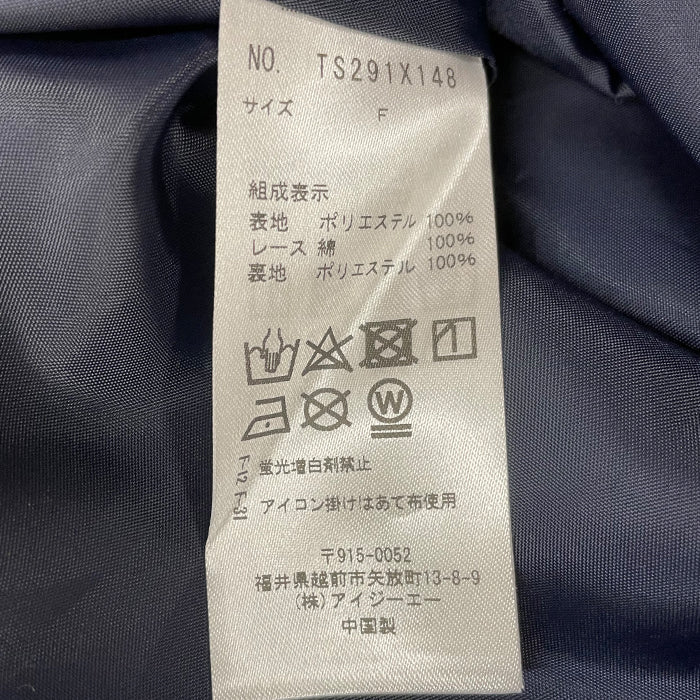 NO. TS291X148
サイズ F
組成表示
表地 ポリエステル 100%
レース 綿 100%
裏地 ポリエステル 100%
W
F-12 蛍光増白剤禁止
F-31 アイコン掛けはあて布使用
〒915-0052
福井県越前市矢放町13-8-9
(株)アイジーエー
中国製